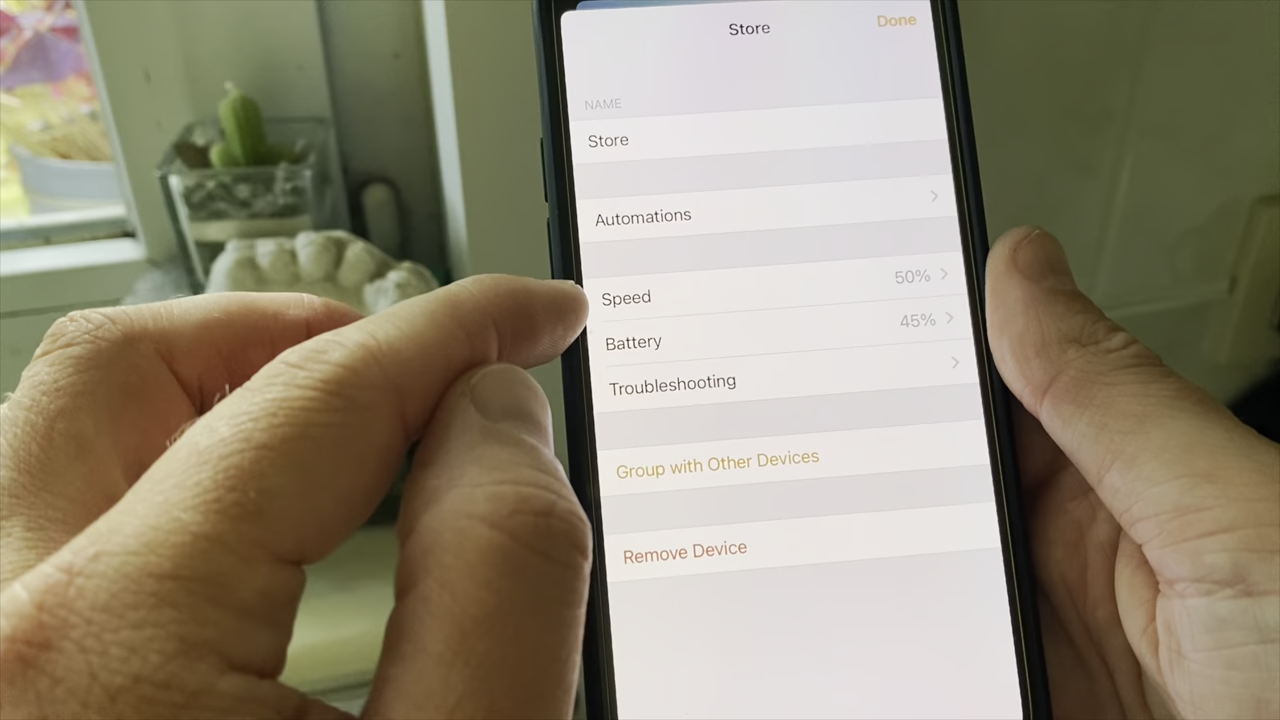 Store
Done
NAME
Store
Automations
Speed 50%
Battery 45%
Troubleshooting
Group with Other Devices
Remove Device